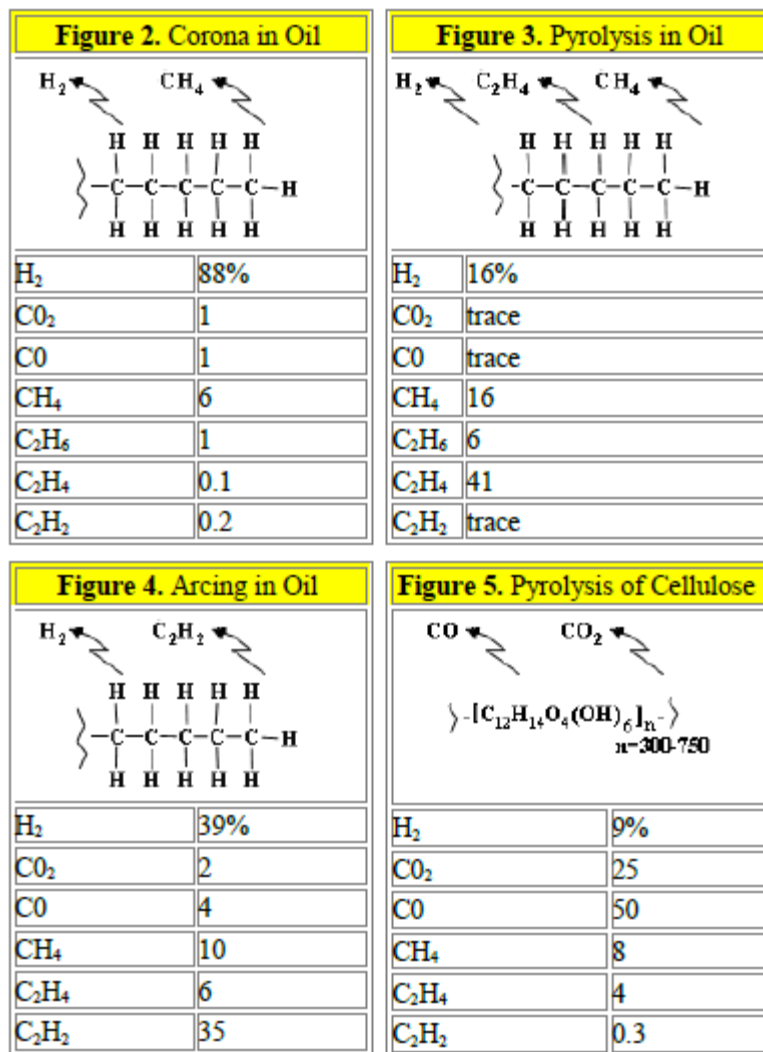 Figure 2. Corona in Oil
H₂ CH₄
H H H H H
-C-C-C-C-C-H
H H H H H
H₂ 88%
C0₂ 1
C0 1
CH₄ 6
C₂H₆ 1
C₂H₄ 0.1
C₂H₂ 0.2
Figure 3. Pyrolysis in Oil
H₂ C₂H₄ CH₄
H H H H H
-C-C-C-C-C-H
H H H H H
H₂ 16%
C0₂ trace
C0 trace
CH₄ 16
C₂H₆ 6
C₂H₄ 41
C₂H₂ trace
Figure 4. Arcing in Oil
H₂ C₂H₂
H H H H H
-C-C-C-C-C-H
H H H H H
H₂ 39%
C0₂ 2
C0 4
CH₄ 10
C₂H₄ 6
C₂H₂ 35
Figure 5. Pyrolysis of Cellulose
CO CO₂
-[C₁₂H₁₄O₄(OH)₆]ₙ-
n=300-750
H₂ 9%
C0₂ 25
C0 50
CH₄ 8
C₂H₄ 4
C₂H₂ 0.3